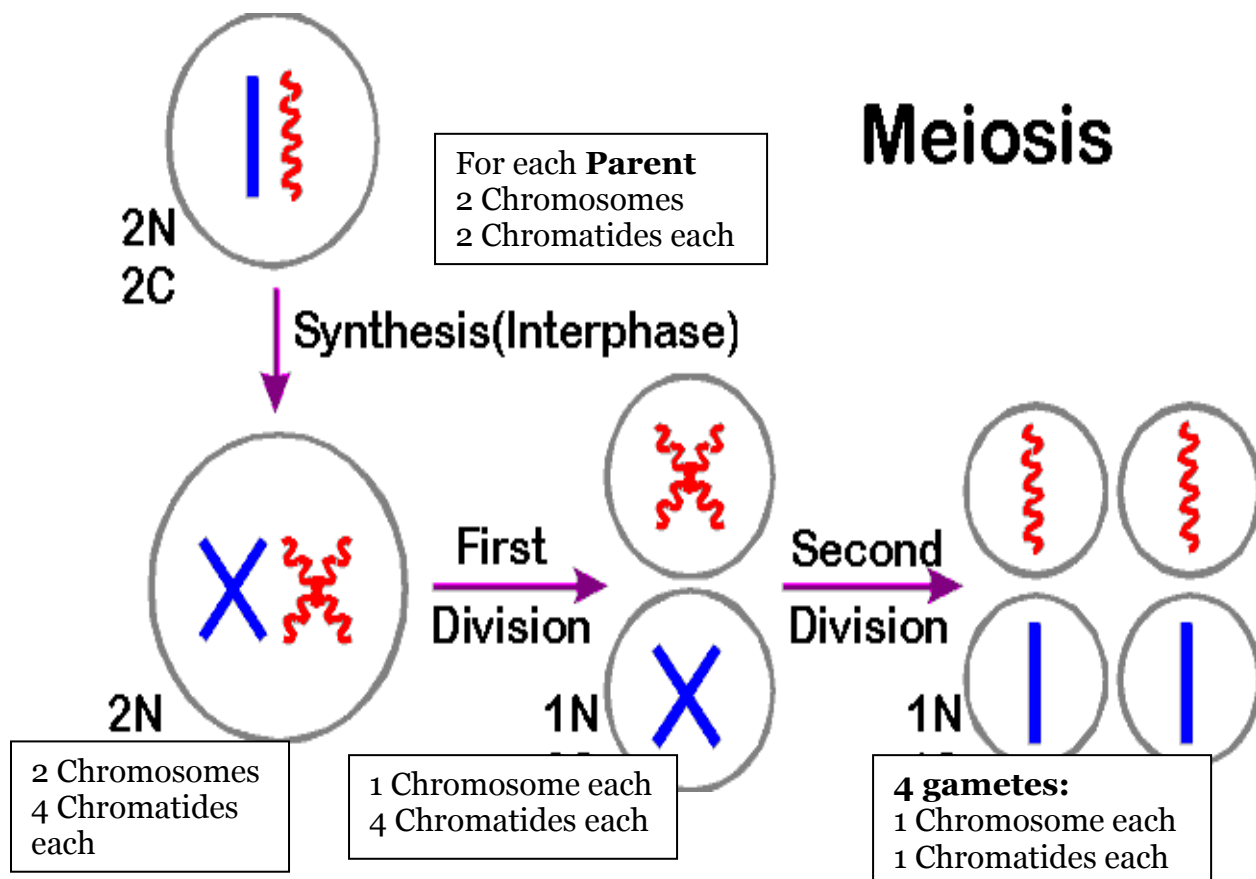 Meiosis
For each Parent
2 Chromosomes
2 Chromatides each
2N
2C
Synthesis(Interphase)
First
Division
Second
Division
2N
1N
1N
2 Chromosomes
4 Chromatides
each
1 Chromosome each
4 Chromatides each
4 gametes:
1 Chromosome each
1 Chromatides each